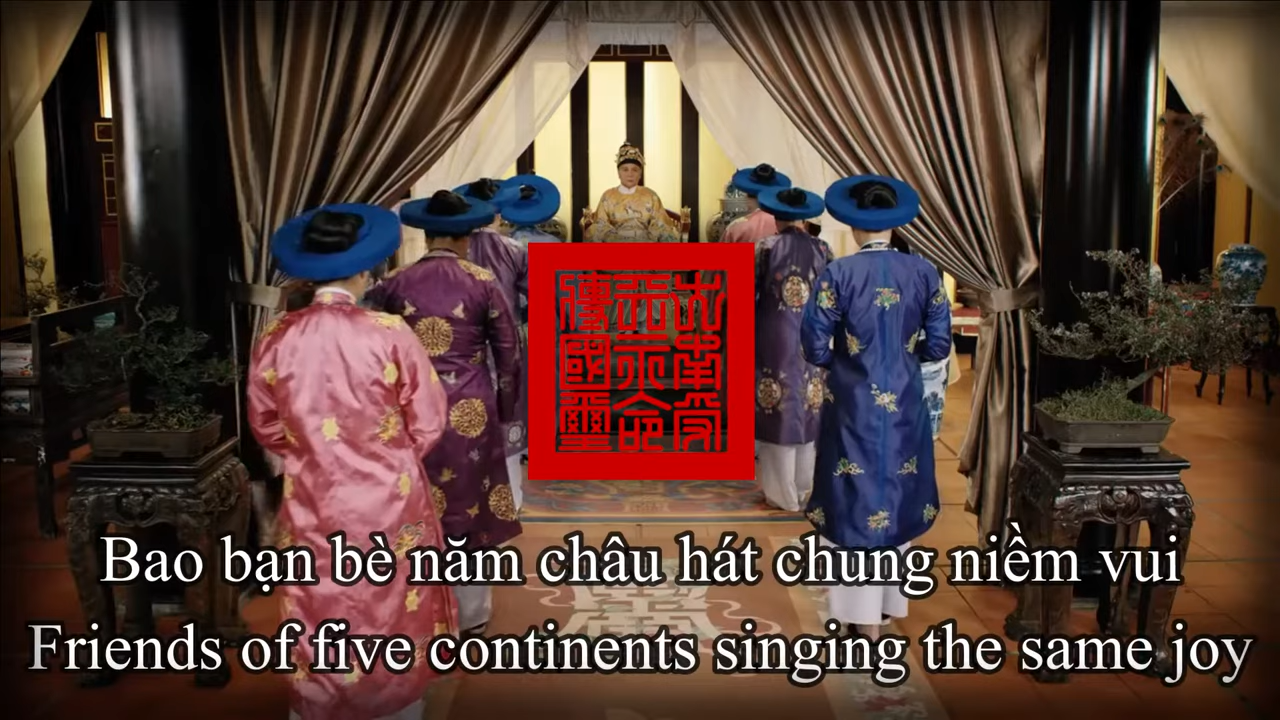 大南受
天永命
傳國璽
Bao bạn bè năm châu hát chung niềm vui
Friends of five continents singing the same joy